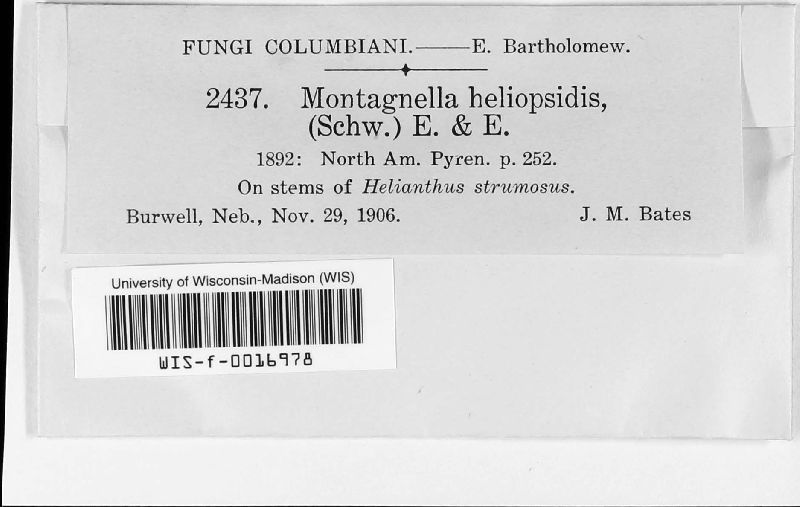 FUNGI COLUMBIANI.——E. Bartholomew.
2437. Montagnella heliopsidis,
(Schw.) E. & E.
1892: North Am. Pyren. p. 252.
On stems of Helianthus strumosus.
Burwell, Neb., Nov. 29, 1906. J. M. Bates
University of Wisconsin-Madison (WIS)
WIS-f-0016978